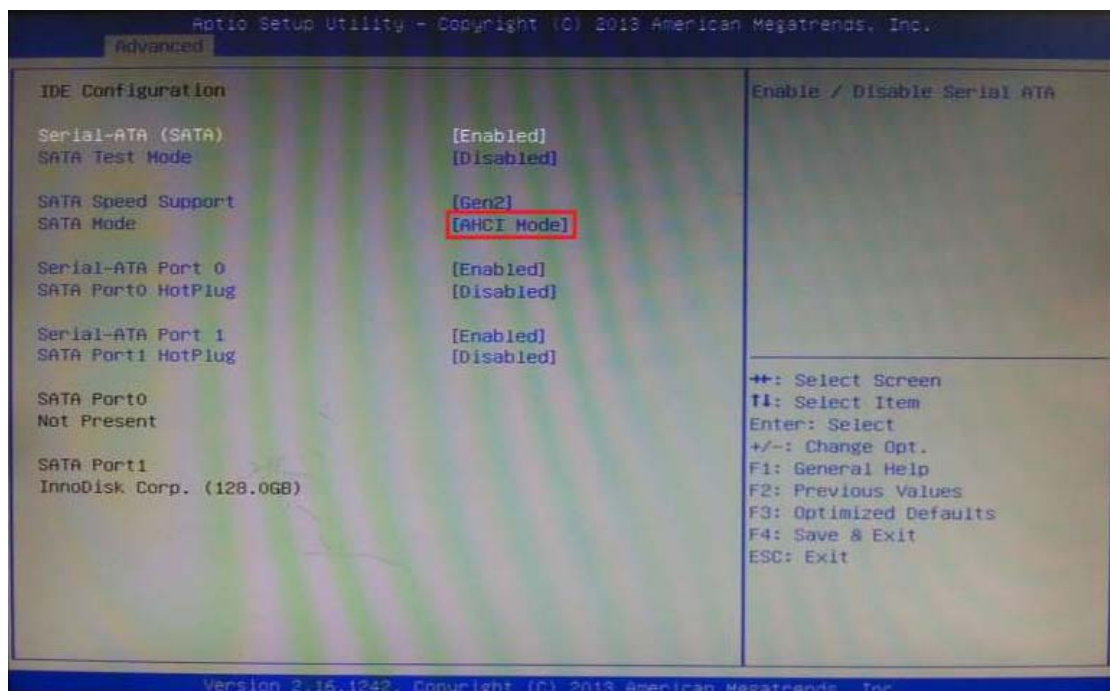 Aptio Setup Utility – Copyright (C) 2013 American Megatrends, Inc.
Advanced
IDE Configuration
Serial-ATA (SATA) [Enabled]
SATA Test Mode [Disabled]
SATA Speed Support [Gen2]
SATA Mode [AHCI Mode]
Serial-ATA Port 0 [Enabled]
SATA Port0 HotPlug [Disabled]
Serial-ATA Port 1 [Enabled]
SATA Port1 HotPlug [Disabled]
SATA Port0
Not Present
SATA Port1
InnoDisk Corp. (128.0GB)
Enable / Disable Serial ATA
→←: Select Screen
↑↓: Select Item
Enter: Select
+/-: Change Opt.
F1: General Help
F2: Previous Values
F3: Optimized Defaults
F4: Save & Exit
ESC: Exit
Version 2.16.1242. Copyright (C) 2013 American Megatrends, Inc.